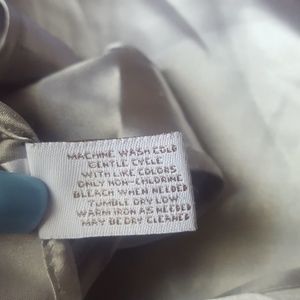 MACHINE WASH COLD
GENTLE CYCLE
WITH LIKE COLORS
ONLY NON-CHLORINE
BLEACH WHEN NEEDED
TUMBLE DRY LOW
WARM IRON AS NEEDED
MAY BE DRY CLEANED